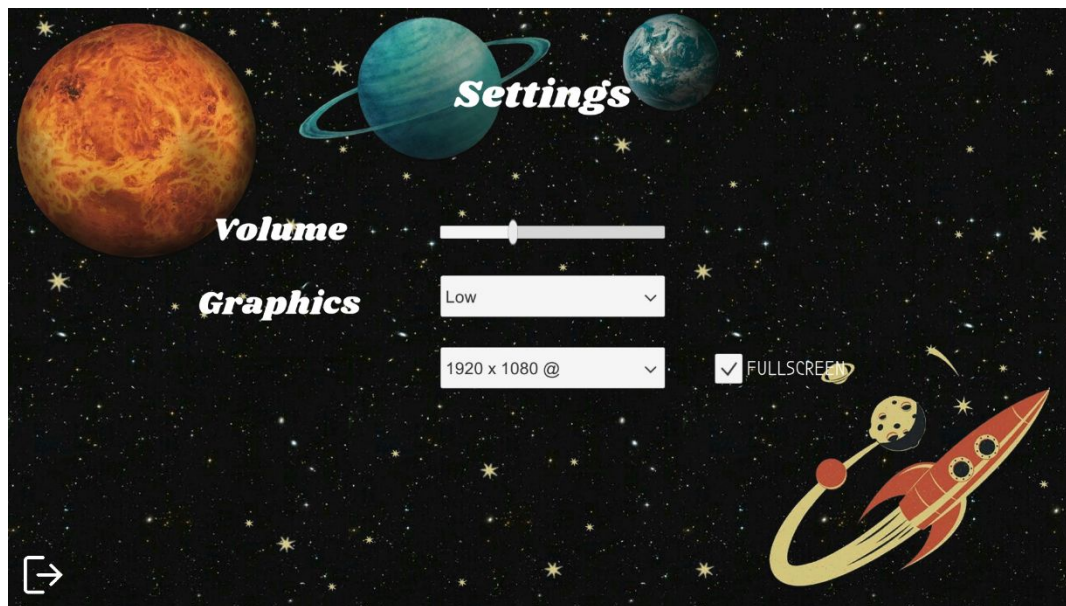 Settings
Volume
Graphics
Low
1920 x 1080 @
FULLSCREEN